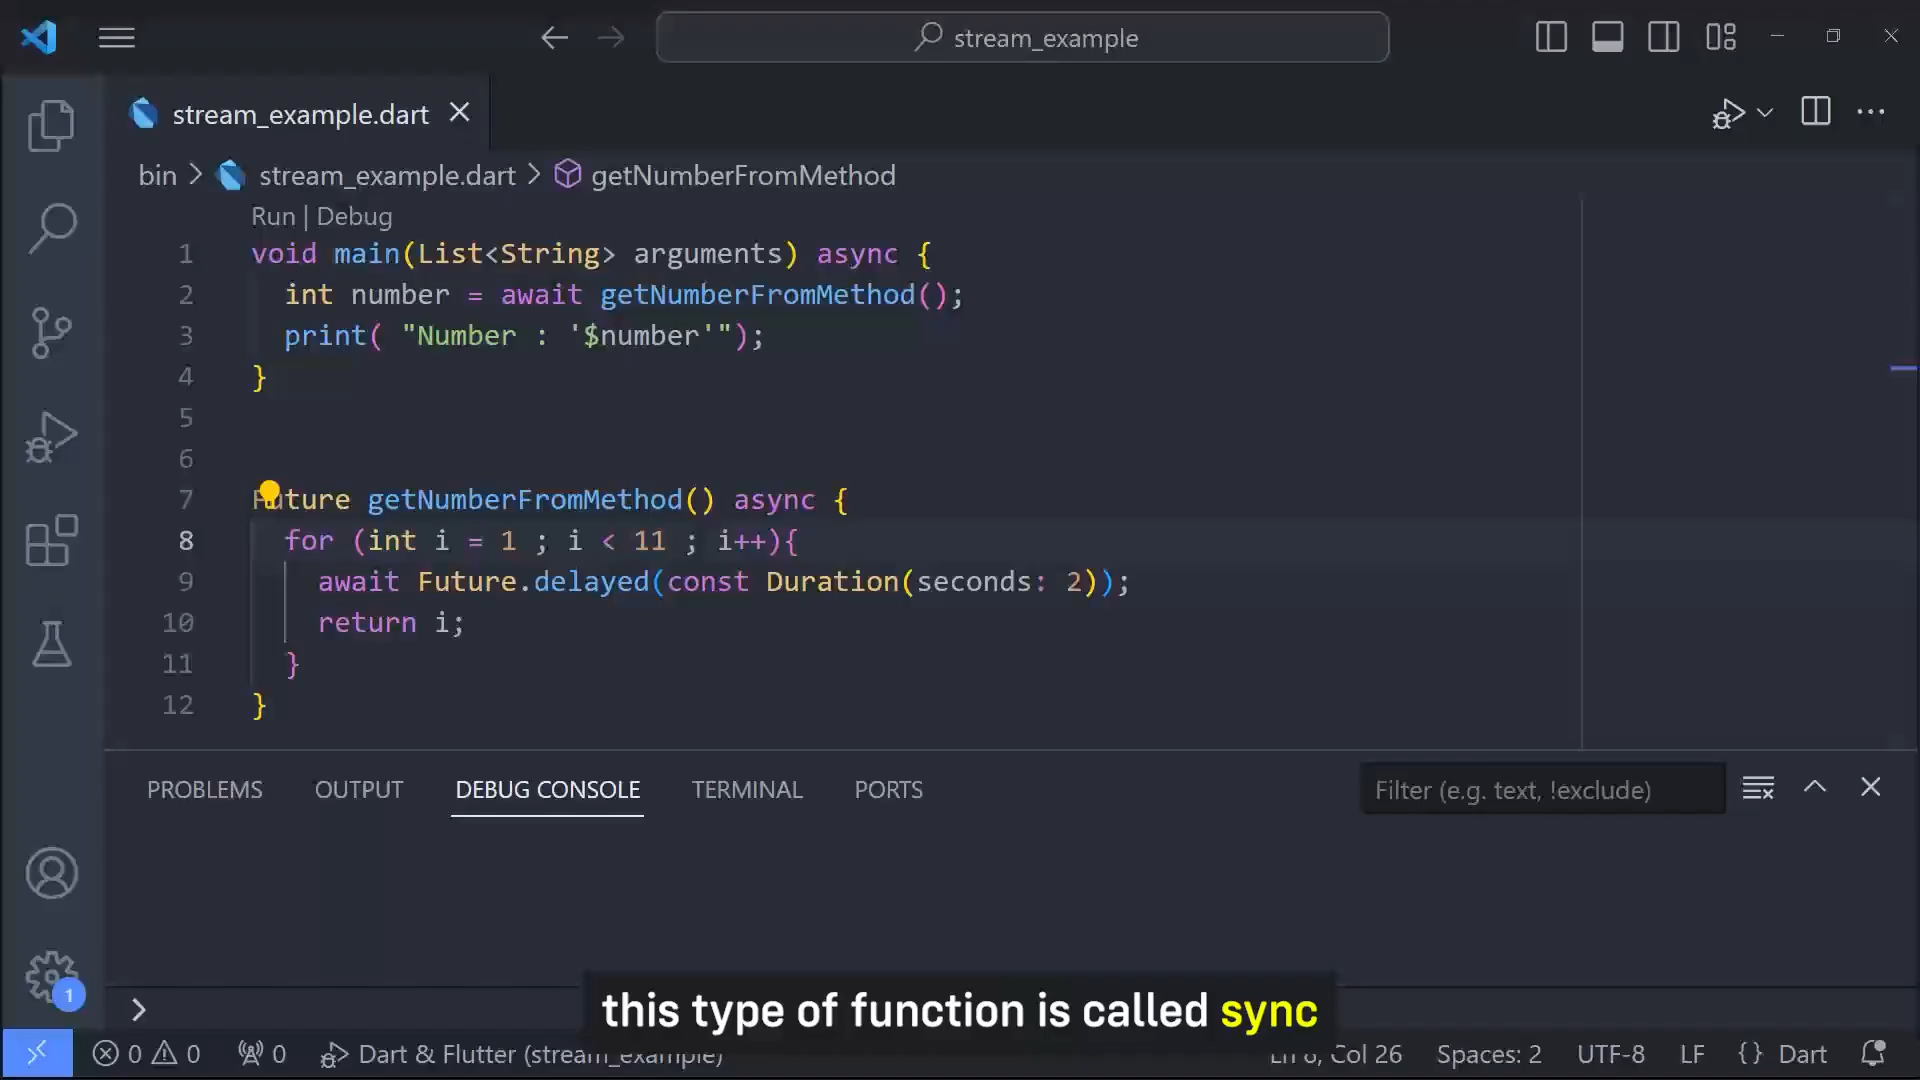 stream_example
stream_example.dart
bin > stream_example.dart > getNumberFromMethod
Run | Debug
1 void main(List<String> arguments) async {
2 int number = await getNumberFromMethod();
3 print( "Number : '$number'");
4 }
5
6
7 Future getNumberFromMethod() async {
8 for (int i = 1 ; i < 11 ; i++){
9 await Future.delayed(const Duration(seconds: 2));
10 return i;
11 }
12 }
PROBLEMS OUTPUT DEBUG CONSOLE TERMINAL PORTS Filter (e.g. text, !exclude)
1
this type of function is called sync
0 0 0 Dart & Flutter (stream_example) Ln 8, Col 26 Spaces: 2 UTF-8 LF {} Dart